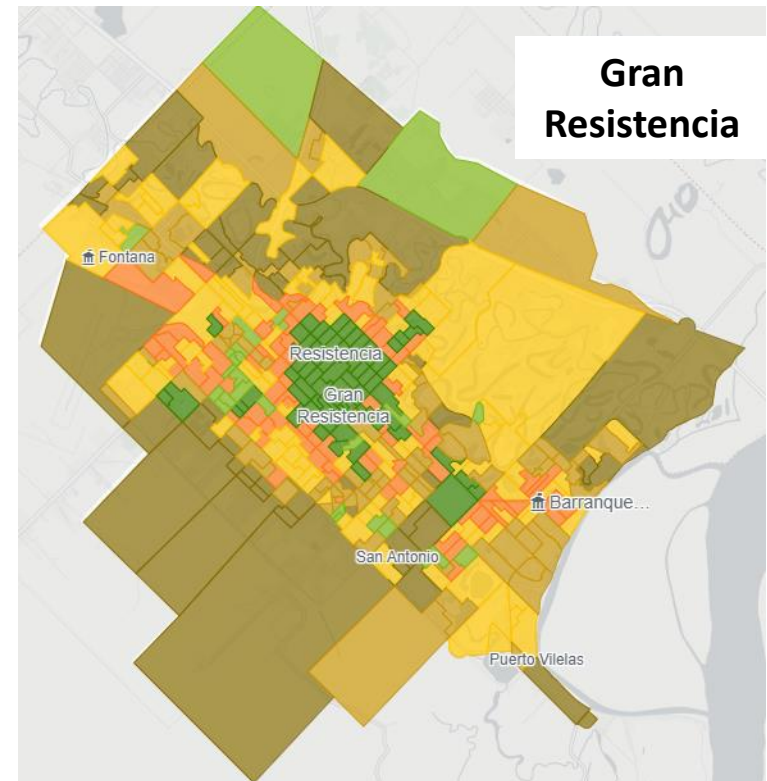 Gran
Resistencia
Fontana
Resistencia
Gran
Resistencia
Barranque...
San Antonio
Puerto Vilelas